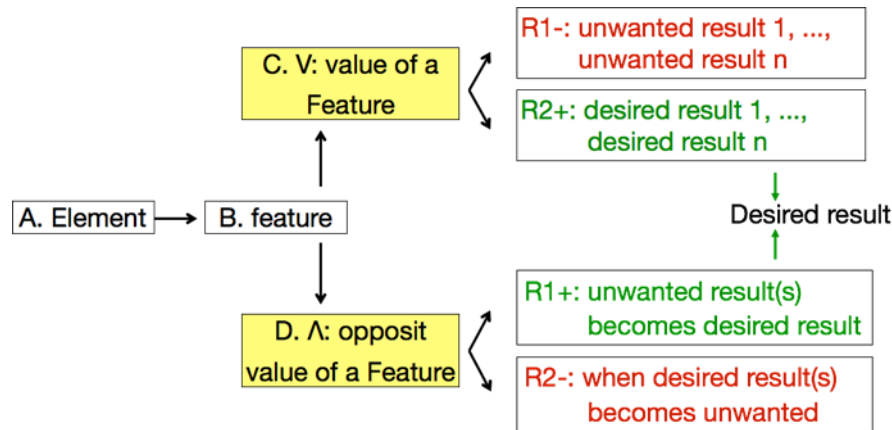 R1-: unwanted result 1, ...,
unwanted result n
C. V: value of a
Feature
R2+: desired result 1, ...,
desired result n
A. Element
B. feature
Desired result
R1+: unwanted result(s)
becomes desired result
D. Λ: opposit
value of a Feature
R2-: when desired result(s)
becomes unwanted